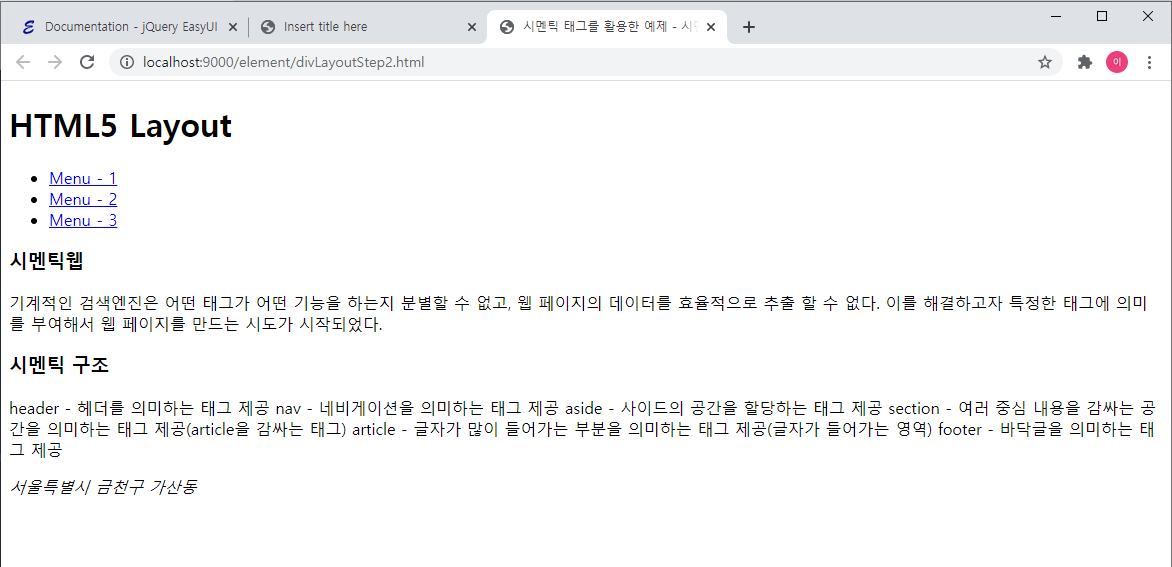 Documentation - jQuery EasyUI
Insert title here
시멘틱 태그를 활용한 예제 - 시
localhost:9000/element/divLayoutStep2.html
이
HTML5 Layout
Menu - 1
Menu - 2
Menu - 3
시멘틱웹
기계적인 검색엔진은 어떤 태그가 어떤 기능을 하는지 분별할 수 없고, 웹 페이지의 데이터를 효율적으로 추출 할 수 없다. 이를 해결하고자 특정한 태그에 의미
를 부여해서 웹 페이지를 만드는 시도가 시작되었다.
시멘틱 구조
header - 헤더를 의미하는 태그 제공 nav - 네비게이션을 의미하는 태그 제공 aside - 사이드의 공간을 할당하는 태그 제공 section - 여러 중심 내용을 감싸는 공
간을 의미하는 태그 제공(article을 감싸는 태그) article - 글자가 많이 들어가는 부분을 의미하는 태그 제공(글자가 들어가는 영역) footer - 바닥글을 의미하는 태
그 제공
서울특별시 금천구 가산동